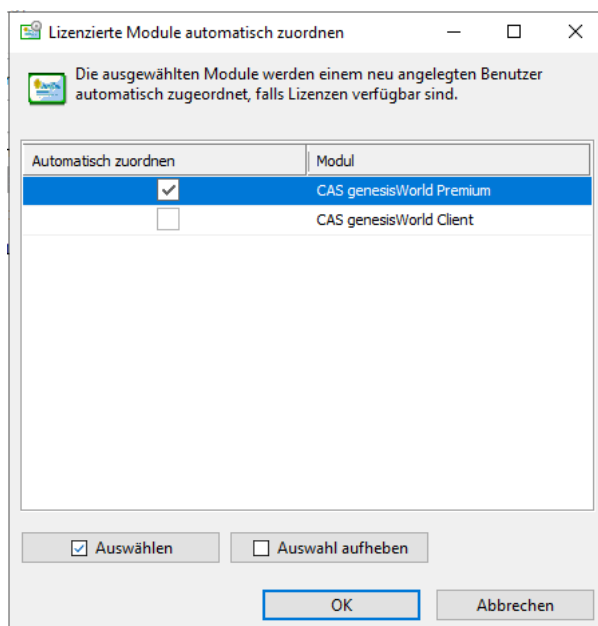 Lizenzierte Module automatisch zuordnen
Die ausgewählten Module werden einem neu angelegten Benutzer
automatisch zugeordnet, falls Lizenzen verfügbar sind.
Automatisch zuordnen Modul
CAS genesisWorld Premium
CAS genesisWorld Client
Auswählen Auswahl aufheben
OK Abbrechen